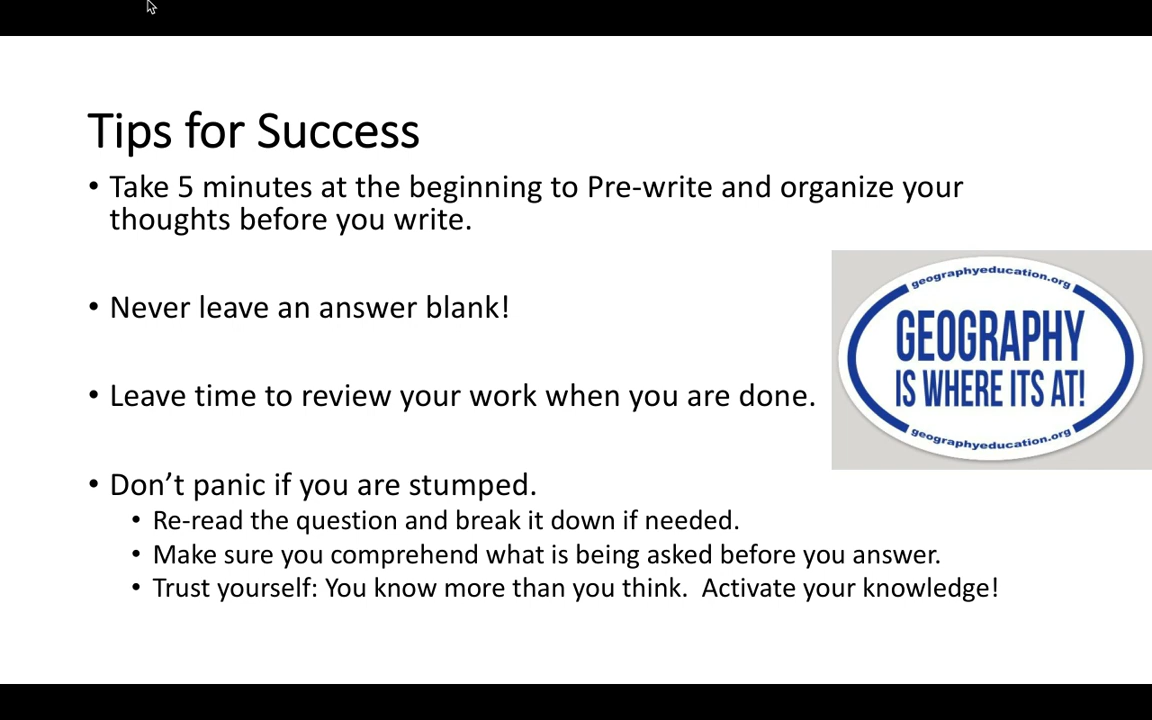 Tips for Success
• Take 5 minutes at the beginning to Pre-write and organize your
thoughts before you write.
• Never leave an answer blank!
• Leave time to review your work when you are done.
• Don’t panic if you are stumped.
• Re-read the question and break it down if needed.
• Make sure you comprehend what is being asked before you answer.
• Trust yourself: You know more than you think.  Activate your knowledge!
geographyeducation.org
GEOGRAPHY
IS WHERE ITS AT!
geographyeducation.org